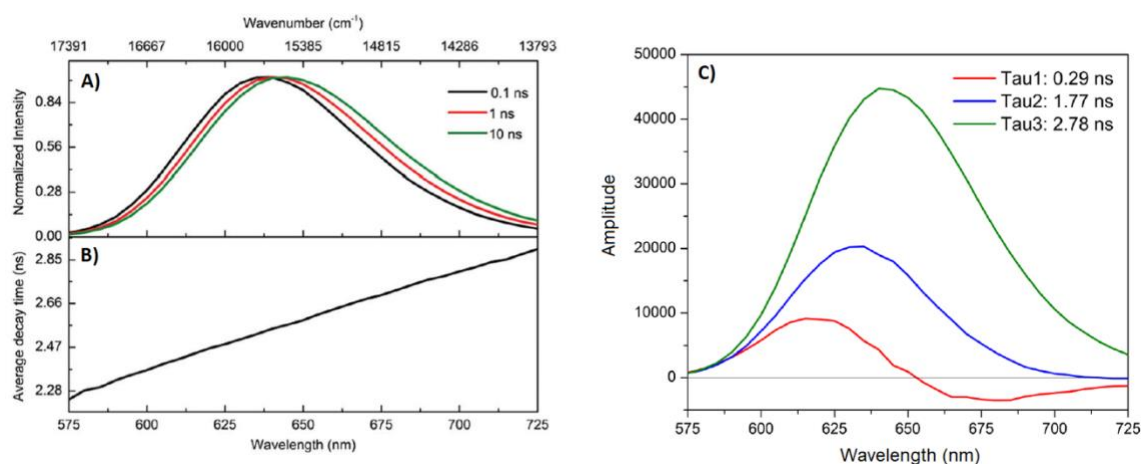 Wavenumber (cm⁻¹)
17391 16667 16000 15385 14815 14286 13793
A)
0.1 ns
1 ns
10 ns
Normalized Intensity
0.84
0.56
0.28
0.00
B)
Average decay time (ns)
2.85
2.66
2.47
2.28
575 600 625 650 675 700 725
Wavelength (nm)
C)
Tau1: 0.29 ns
Tau2: 1.77 ns
Tau3: 2.78 ns
Amplitude
50000
40000
30000
20000
10000
0
575 600 625 650 675 700 725
Wavelength (nm)